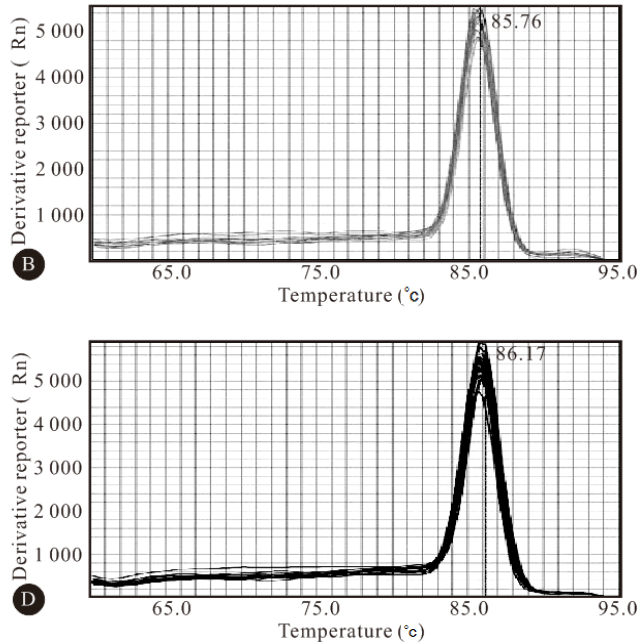 85.76
5 000
4 000
3 000
2 000
1 000
Derivative reporter ( Rn)
B
65.0 75.0 85.0 95.0
Temperature (°c)
86.17
5 000
4 000
3 000
2 000
1 000
Derivative reporter ( Rn)
D
65.0 75.0 85.0 95.0
Temperature (°c)